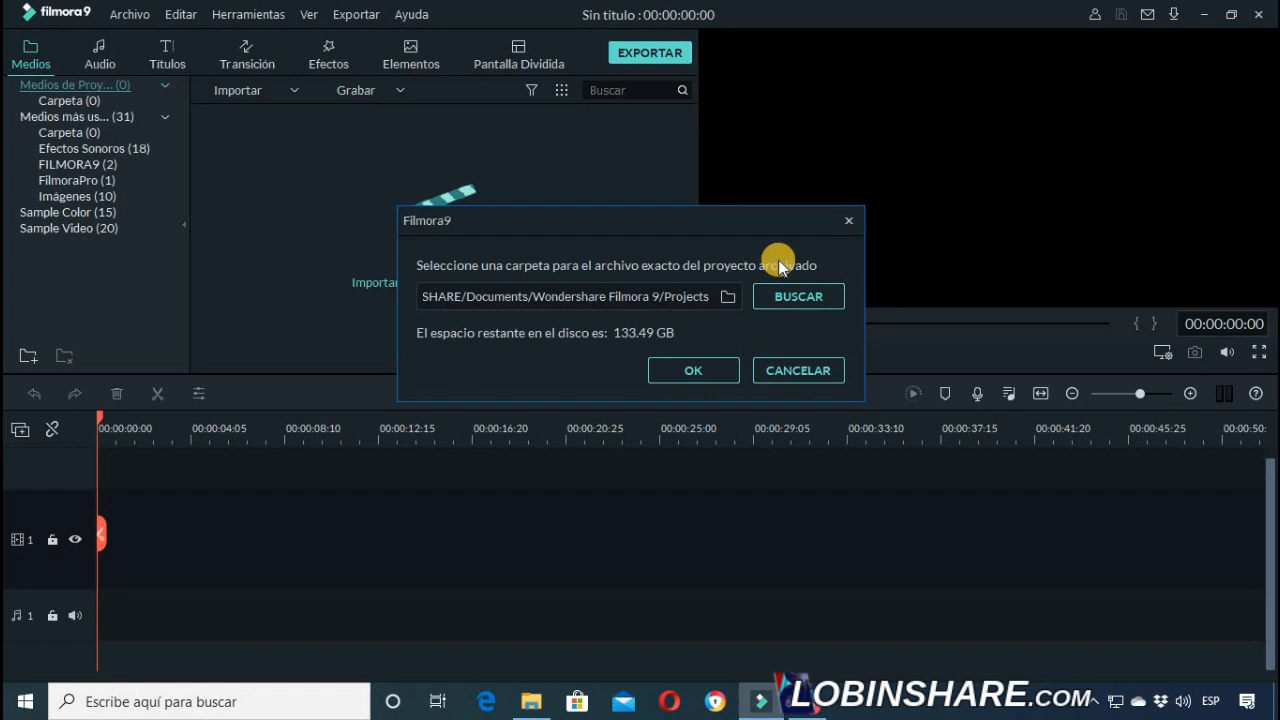 filmora9
Archivo Editar Herramientas Ver Exportar Ayuda
Sin título : 00:00:00:00
Medios Audio Títulos Transición Efectos Elementos Pantalla Dividida
EXPORTAR
Medios de Proy... (0)
Carpeta (0)
Medios más us... (31)
Carpeta (0)
Efectos Sonoros (18)
FILMORA9 (2)
FilmoraPro (1)
Imágenes (10)
Sample Color (15)
Sample Video (20)
Importar Grabar Buscar
Importar
Filmora9
Seleccione una carpeta para el archivo exacto del proyecto archivado
SHARE/Documents/Wondershare Filmora 9/Projects
BUSCAR
El espacio restante en el disco es: 133.49 GB
OK CANCELAR
{ } 00:00:00:00
00:00:00:00 00:00:04:05 00:00:08:10 00:00:12:15 00:00:16:20 00:00:20:25 00:00:25:00 00:00:29:05 00:00:33:10 00:00:37:15 00:00:41:20 00:00:45:25 00:00:50:
1
1
Escribe aquí para buscar
LOBINSHARE.COM
ESP